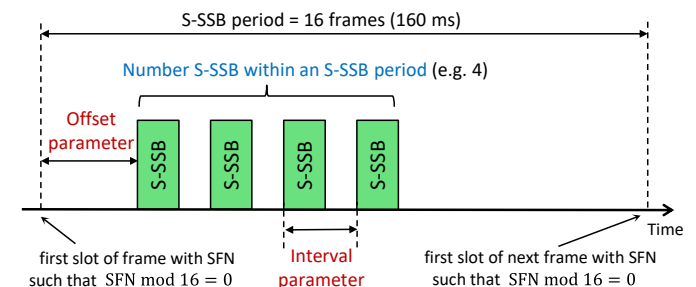 S-SSB period = 16 frames (160 ms)
Number S-SSB within an S-SSB period (e.g. 4)
Offset
parameter
S-SSB
S-SSB
S-SSB
S-SSB
Time
first slot of frame with SFN
such that SFN mod 16 = 0
Interval
parameter
first slot of next frame with SFN
such that SFN mod 16 = 0